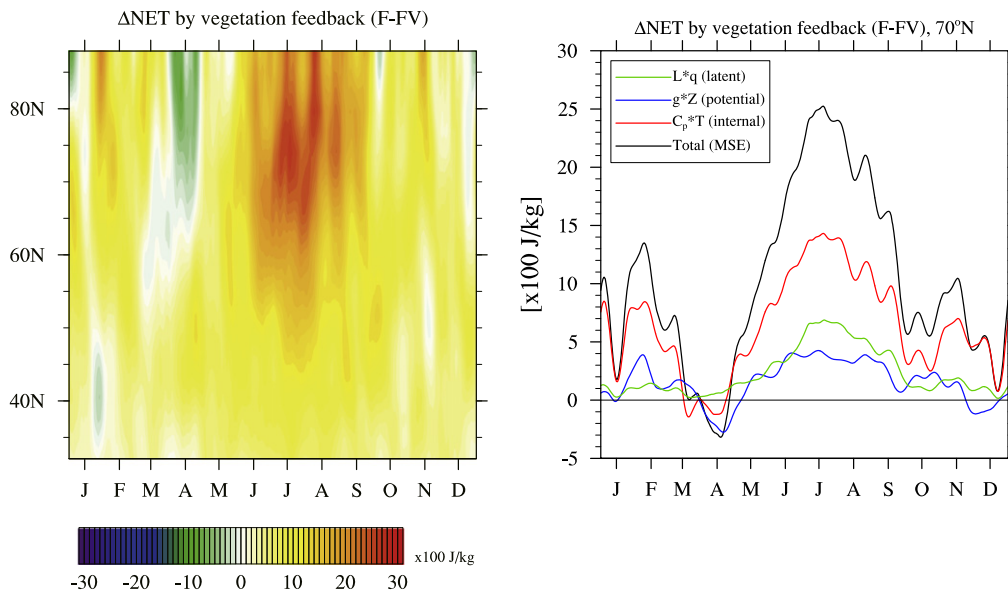 ΔNET by vegetation feedback (F-FV)
80N
60N
40N
J F M A M J J A S O N D
-30 -20 -10 0 10 20 30
x100 J/kg
ΔNET by vegetation feedback (F-FV), 70°N
[x100 J/kg]
30
25
20
15
10
5
0
-5
L*q (latent)
g*Z (potential)
Cₚ*T (internal)
Total (MSE)
J F M A M J J A S O N D